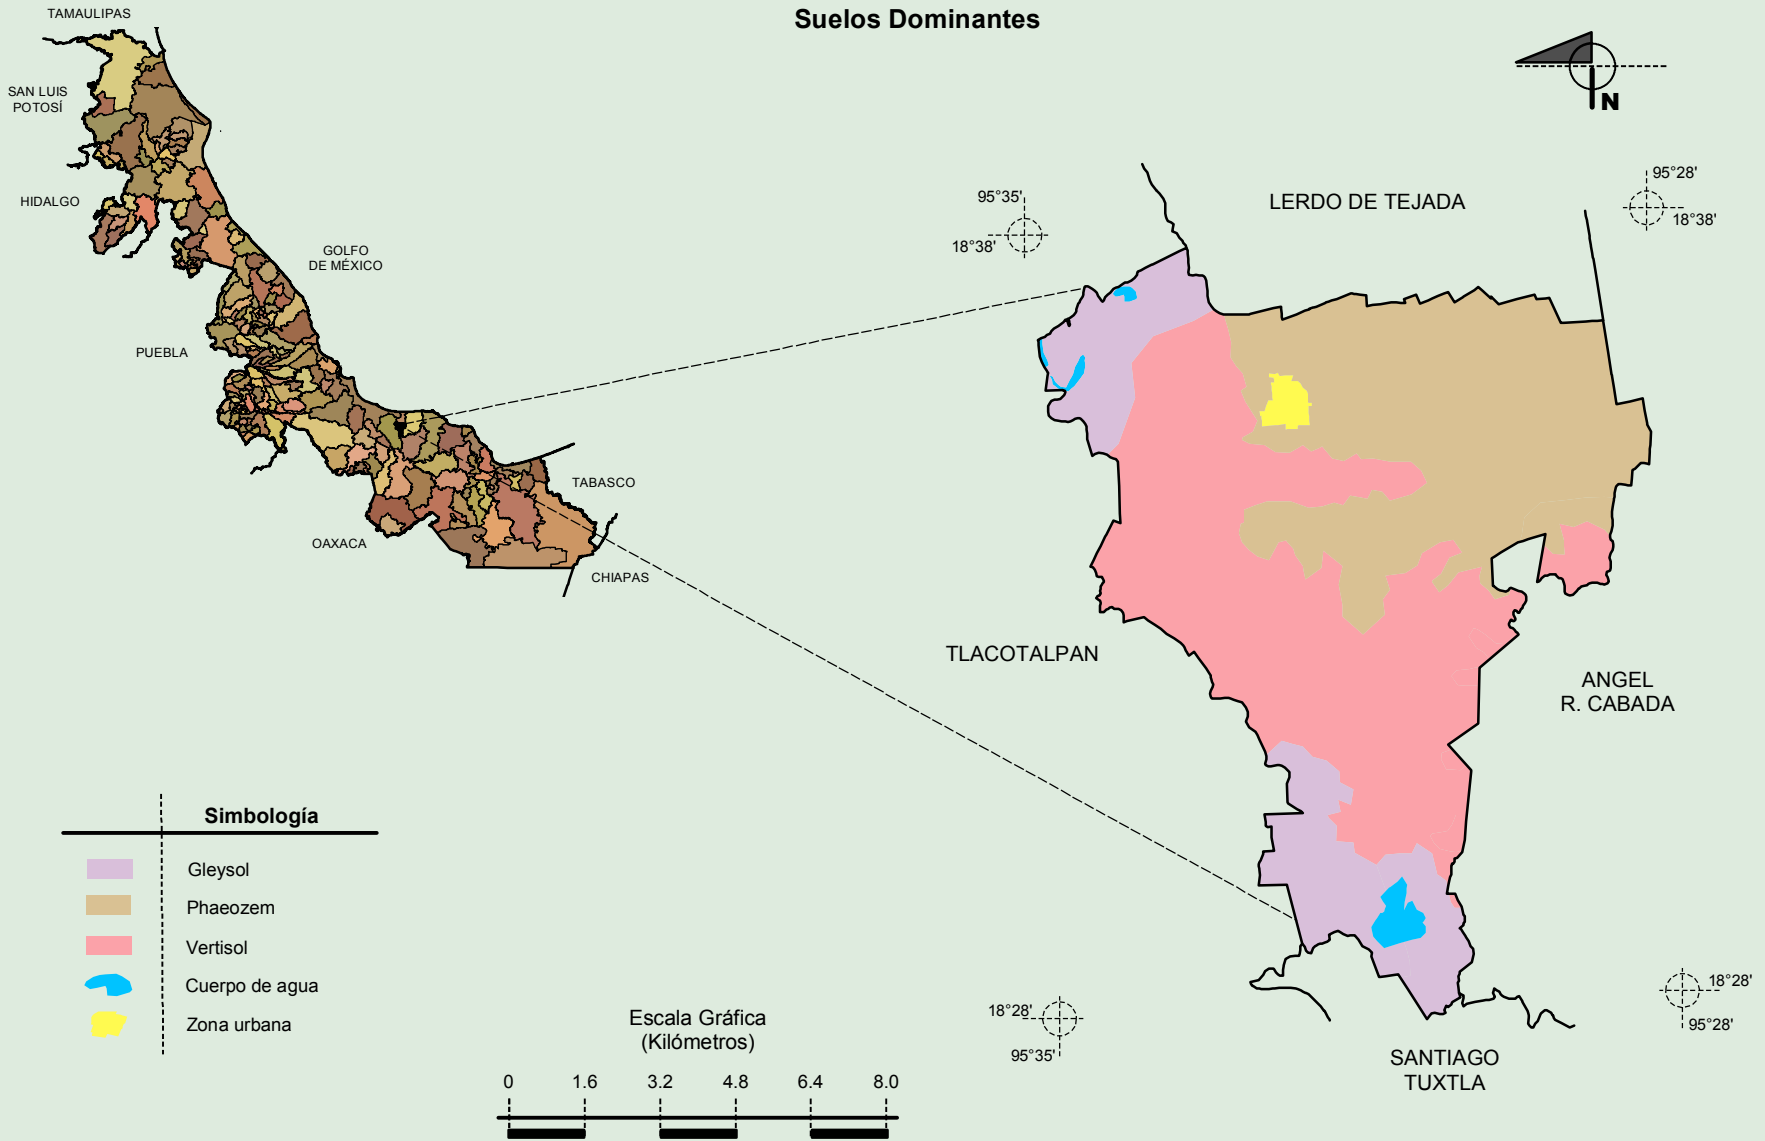 Suelos Dominantes
TAMAULIPAS
SAN LUIS
POTOSÍ
HIDALGO
GOLFO
DE MÉXICO
PUEBLA
TABASCO
OAXACA
CHIAPAS
N
95°35'
18°38'
LERDO DE TEJADA
95°28'
18°38'
TLACOTALPAN
ANGEL
R. CABADA
18°28'
95°35'
18°28'
95°28'
SANTIAGO
TUXTLA
Simbología
Gleysol
Phaeozem
Vertisol
Cuerpo de agua
Zona urbana
Escala Gráfica
(Kilómetros)
0 1.6 3.2 4.8 6.4 8.0